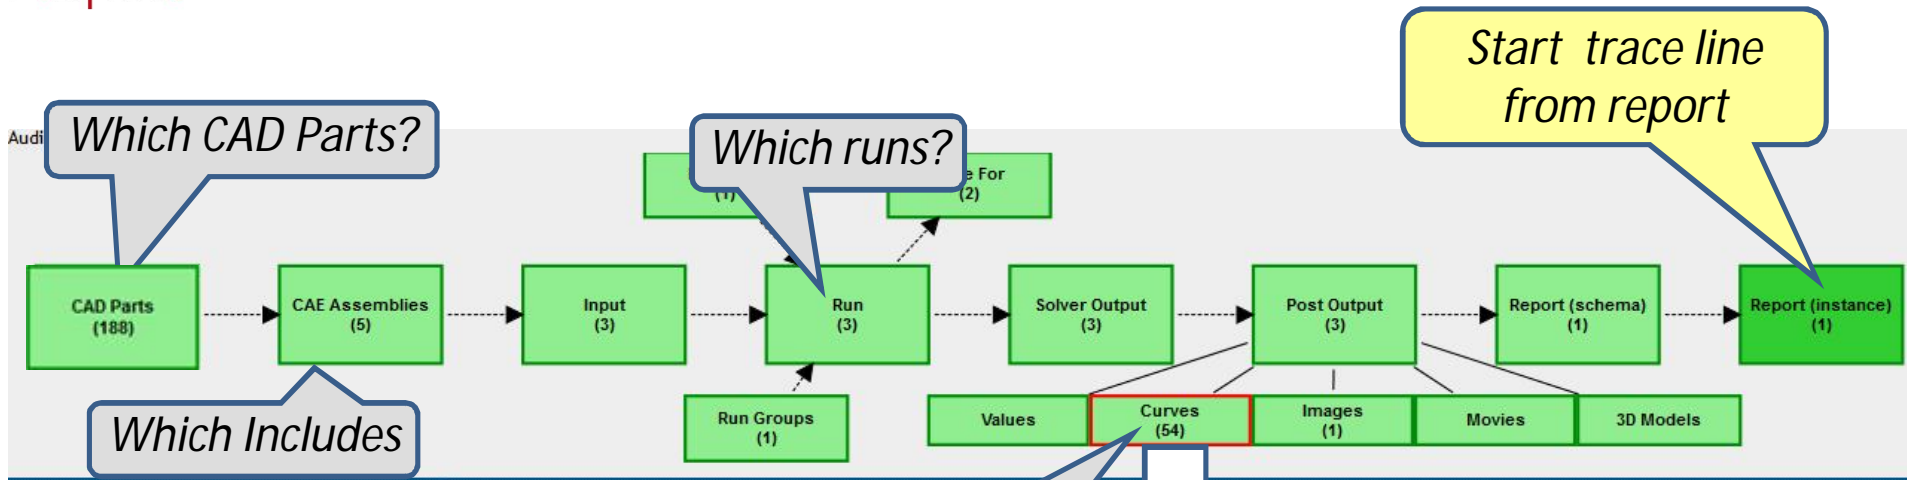 Start trace line
from report
Which CAD Parts?
Which runs?
Audi
(1)
e For
(2)
CAD Parts
(188)
CAE Assemblies
(5)
Input
(3)
Run
(3)
Solver Output
(3)
Post Output
(3)
Report (schema)
(1)
Report (instance)
(1)
Which Includes
Run Groups
(1)
Values
Curves
(54)
Images
(1)
Movies
3D Models